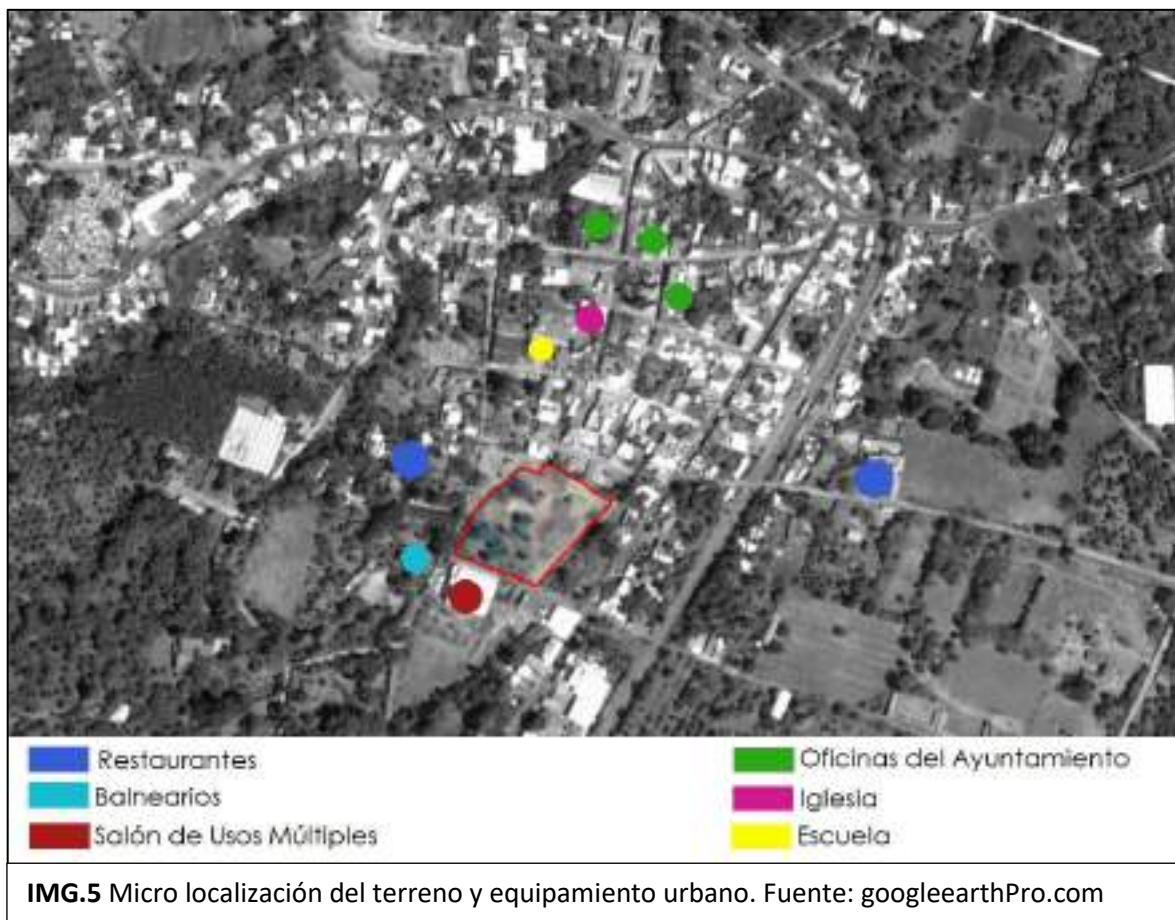 Restaurantes
Balnearios
Salón de Usos Múltiples
Oficinas del Ayuntamiento
Iglesia
Escuela
IMG.5 Micro localización del terreno y equipamiento urbano. Fuente: googleearthPro.com